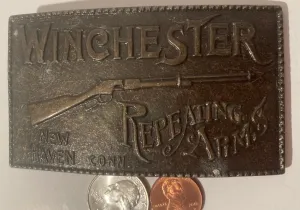 WINCHESTER
REPEATING
ARMS
NEW
HAVEN CONN